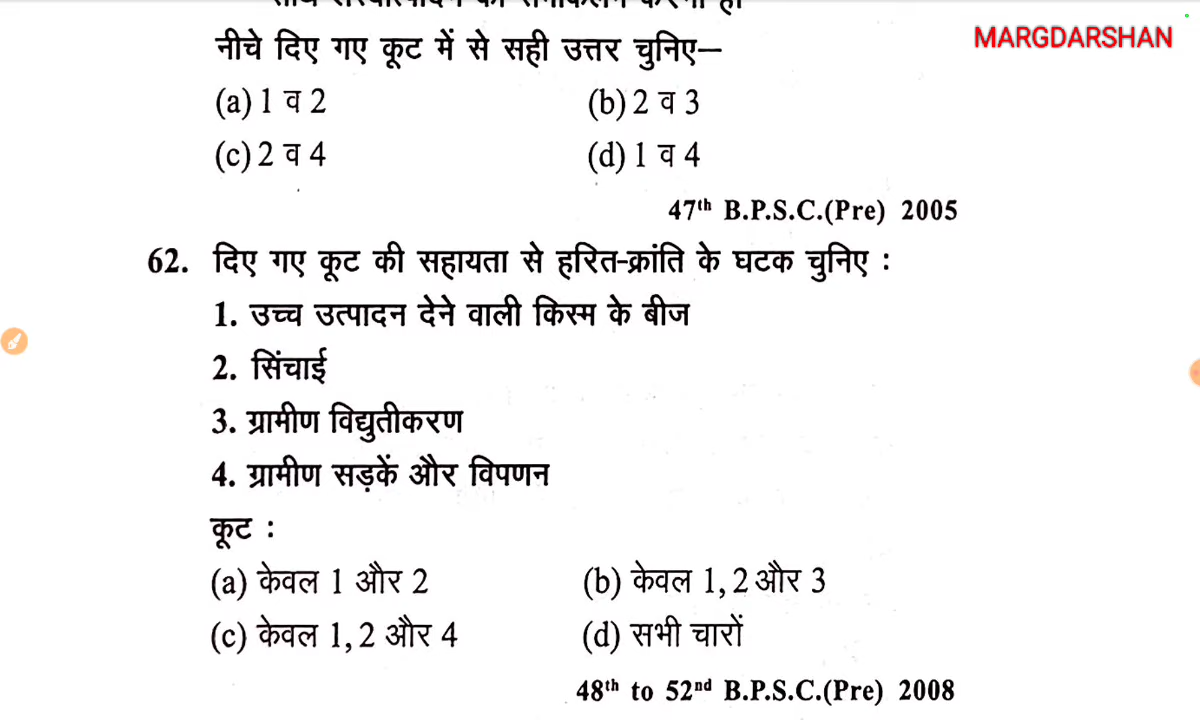 MARGDARSHAN
नीचे दिए गए कूट में से सही उत्तर चुनिए–
(a) 1 व 2 (b) 2 व 3
(c) 2 व 4 (d) 1 व 4
47th B.P.S.C.(Pre) 2005
62. दिए गए कूट की सहायता से हरित-क्रांति के घटक चुनिए :
1. उच्च उत्पादन देने वाली किस्म के बीज
2. सिंचाई
3. ग्रामीण विद्युतीकरण
4. ग्रामीण सड़कें और विपणन
कूट :
(a) केवल 1 और 2 (b) केवल 1, 2 और 3
(c) केवल 1, 2 और 4 (d) सभी चारों
48th to 52nd B.P.S.C.(Pre) 2008